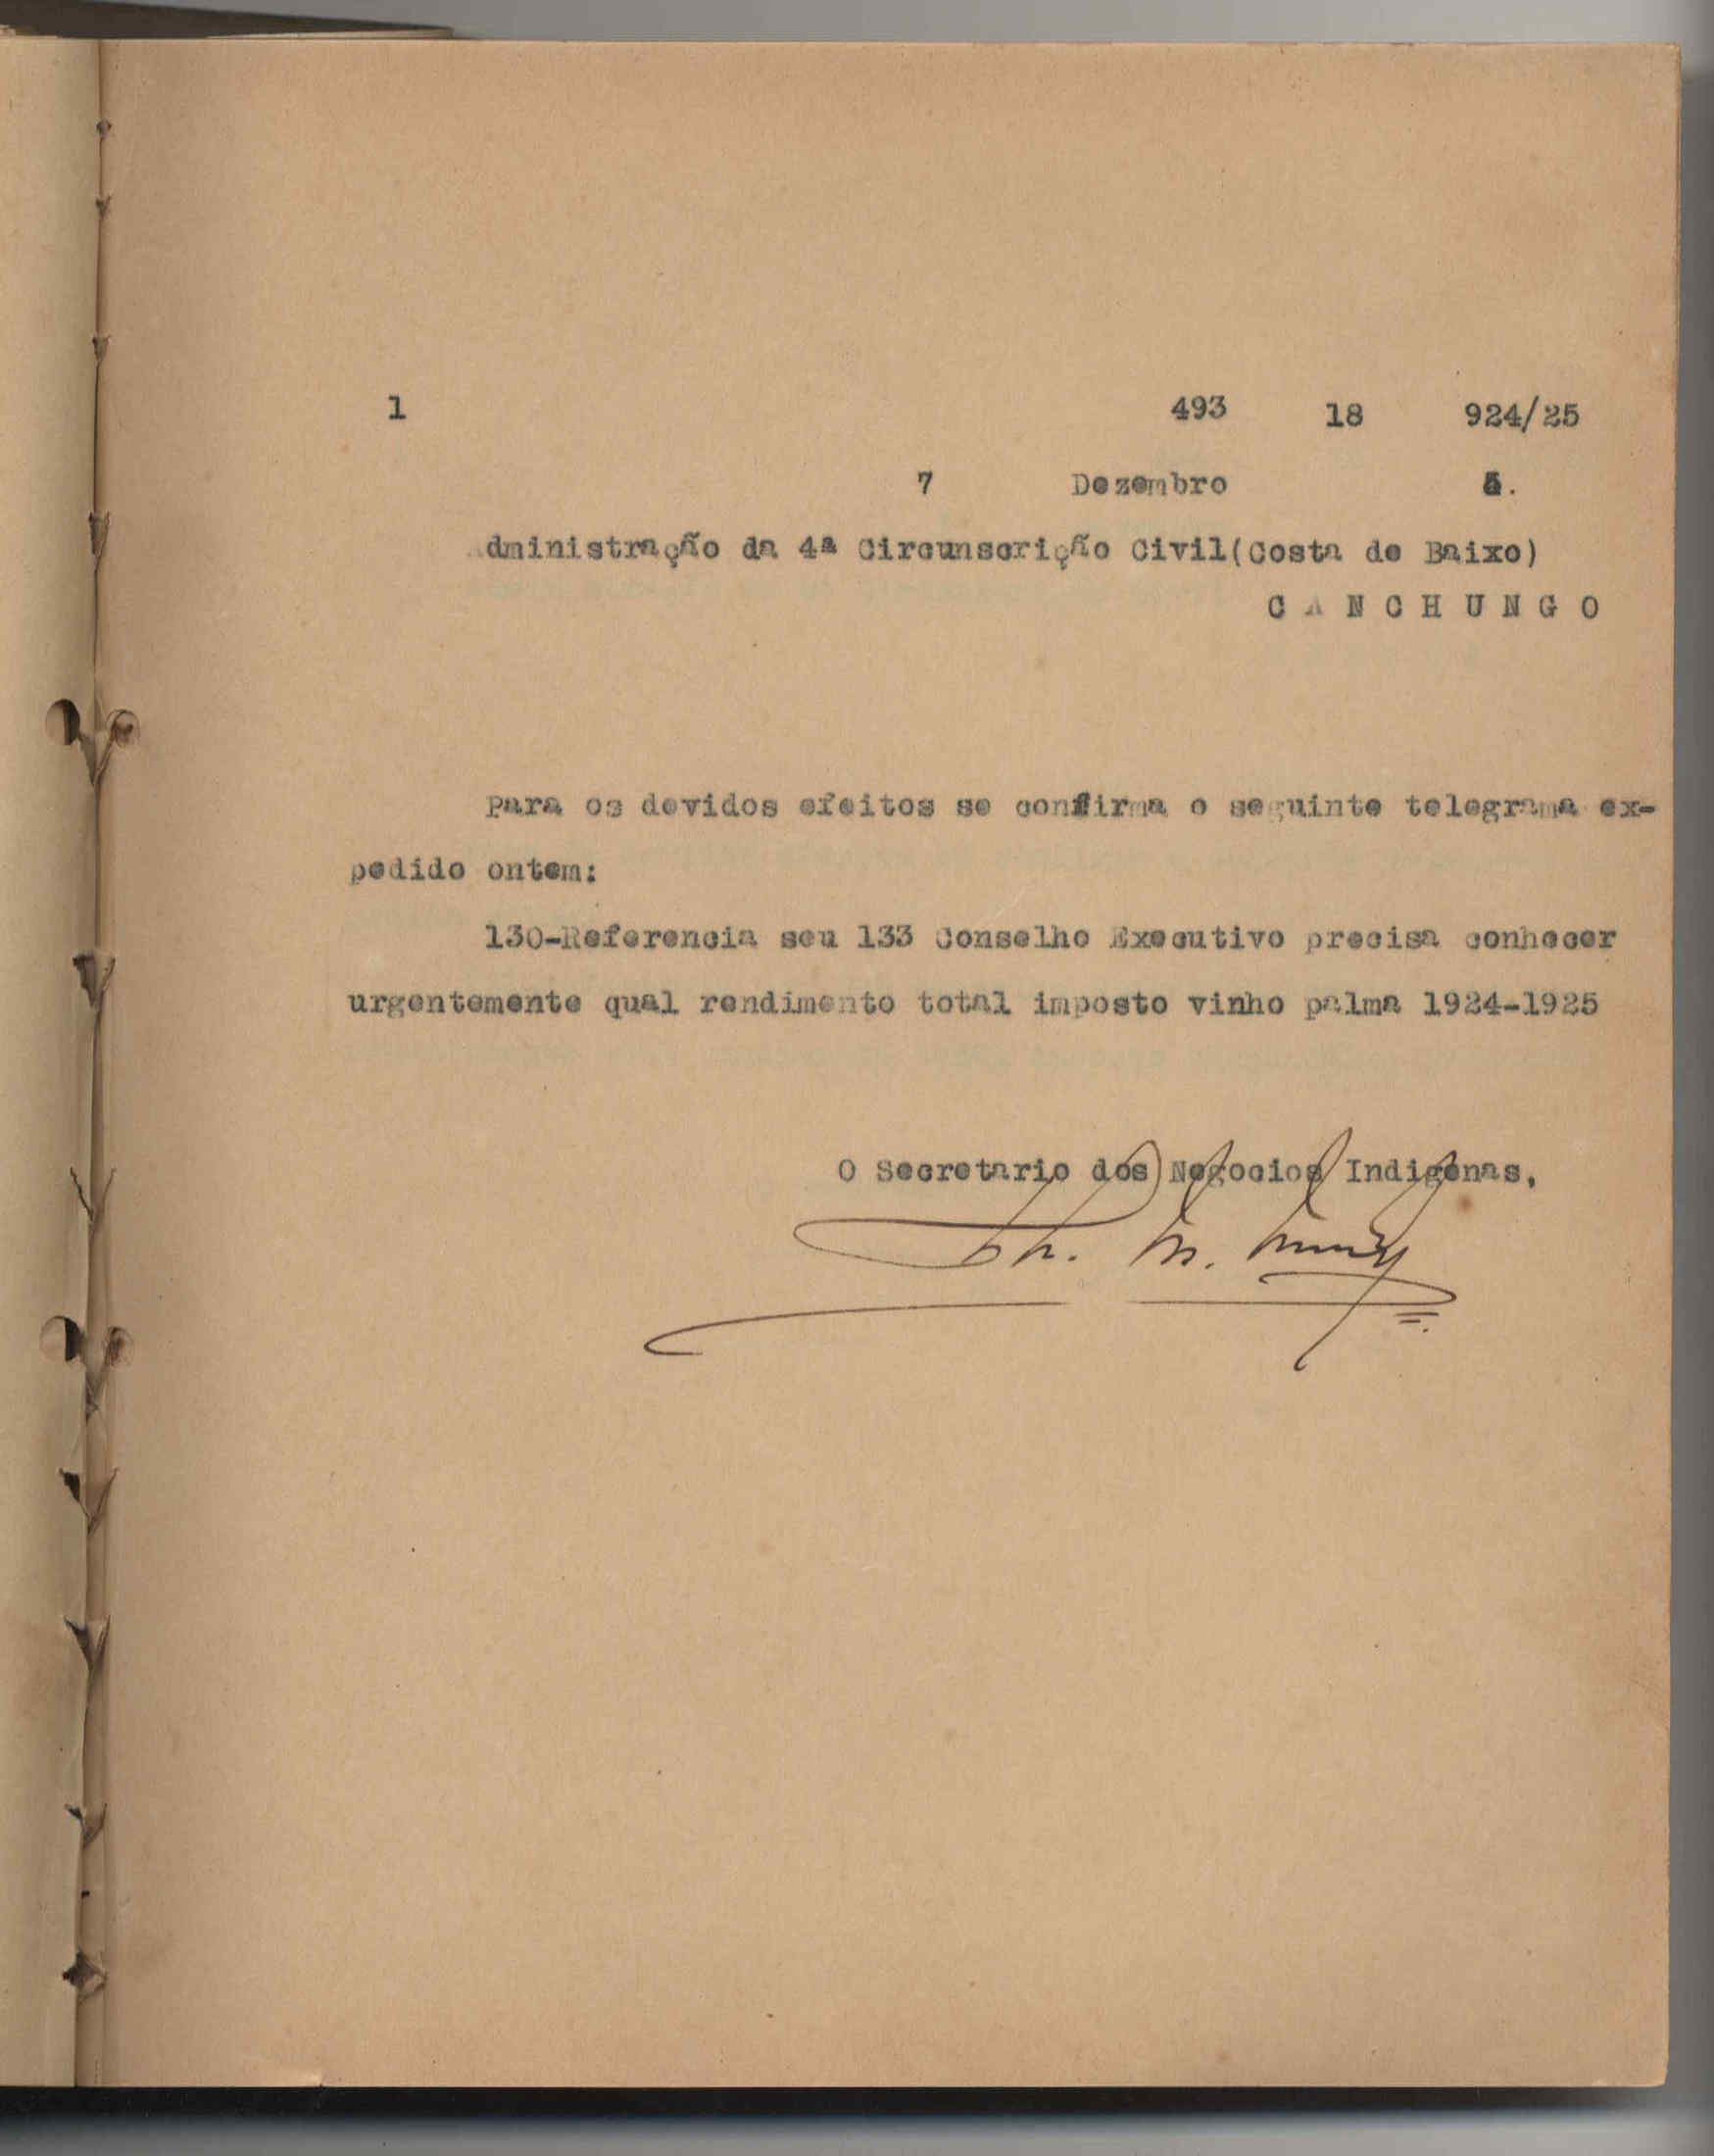 1 493 18 924/25
7 Dezembro 5.
Administração da 4ª Circunscrição Civil(Costa de Baixo)
C A N C H U N G O
Para os devidos efeitos se confirma o seguinte telegrama ex-
pedido ontem:
130-Referencia seu 133 Conselho Executivo precisa conhecer
urgentemente qual rendimento total imposto vinho palma 1924-1925
O Secretario dos Negocios Indigenas,